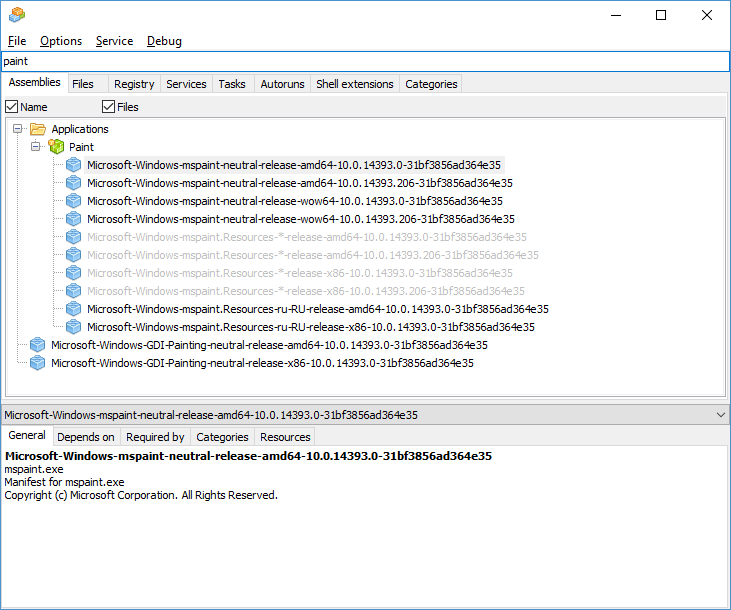 File Options Service Debug
paint
Assemblies Files Registry Services Tasks Autoruns Shell extensions Categories
Name Files
Applications
Paint
Microsoft-Windows-mspaint-neutral-release-amd64-10.0.14393.0-31bf3856ad364e35
Microsoft-Windows-mspaint-neutral-release-amd64-10.0.14393.206-31bf3856ad364e35
Microsoft-Windows-mspaint-neutral-release-wow64-10.0.14393.0-31bf3856ad364e35
Microsoft-Windows-mspaint-neutral-release-wow64-10.0.14393.206-31bf3856ad364e35
Microsoft-Windows-mspaint.Resources-*-release-amd64-10.0.14393.0-31bf3856ad364e35
Microsoft-Windows-mspaint.Resources-*-release-amd64-10.0.14393.206-31bf3856ad364e35
Microsoft-Windows-mspaint.Resources-*-release-x86-10.0.14393.0-31bf3856ad364e35
Microsoft-Windows-mspaint.Resources-*-release-x86-10.0.14393.206-31bf3856ad364e35
Microsoft-Windows-mspaint.Resources-ru-RU-release-amd64-10.0.14393.0-31bf3856ad364e35
Microsoft-Windows-mspaint.Resources-ru-RU-release-x86-10.0.14393.0-31bf3856ad364e35
Microsoft-Windows-GDI-Painting-neutral-release-amd64-10.0.14393.0-31bf3856ad364e35
Microsoft-Windows-GDI-Painting-neutral-release-x86-10.0.14393.0-31bf3856ad364e35
Microsoft-Windows-mspaint-neutral-release-amd64-10.0.14393.0-31bf3856ad364e35
General Depends on Required by Categories Resources
Microsoft-Windows-mspaint-neutral-release-amd64-10.0.14393.0-31bf3856ad364e35
mspaint.exe
Manifest for mspaint.exe
Copyright (c) Microsoft Corporation. All Rights Reserved.